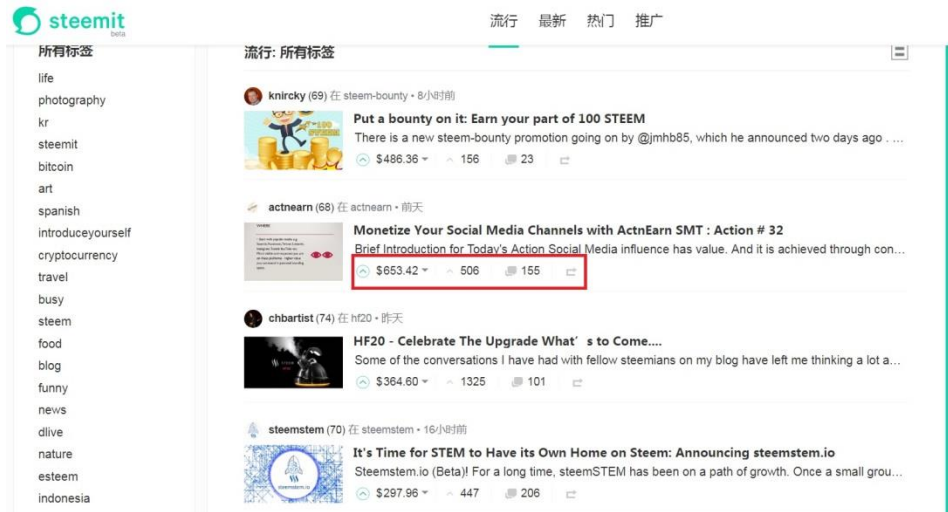 steemit
beta
流行 最新 热门 推广
所有标签
life
photography
kr
steemit
bitcoin
art
spanish
introduceyourself
cryptocurrency
travel
busy
steem
food
blog
funny
news
dlive
nature
esteem
indonesia
流行: 所有标签
knircky (69) 在 steem-bounty • 8小时前
Put a bounty on it: Earn your part of 100 STEEM
There is a new steem-bounty promotion going on by @jmhb85, which he announced two days ago . ...
$486.36 156 23
actnearn (68) 在 actnearn • 前天
Monetize Your Social Media Channels with ActnEarn SMT : Action # 32
Brief Introduction for Today's Action Social Media influence has value. And it is achieved through con...
$653.42 506 155
chbartist (74) 在 hf20 • 昨天
HF20 - Celebrate The Upgrade What’s to Come....
Some of the conversations I have had with fellow steemians on my blog have left me thinking a lot a...
$364.60 1325 101
steemstem (70) 在 steemstem • 16小时前
It's Time for STEM to Have its Own Home on Steem: Announcing steemstem.io
Steemstem.io (Beta)! For a long time, steemSTEM has been on a path of growth. Once a small grou...
$297.96 447 206